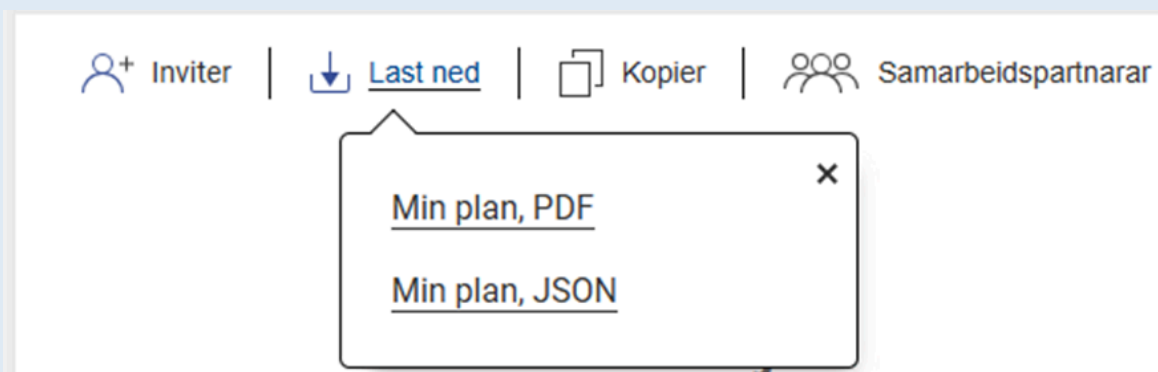 Inviter | Last ned | Kopier | Samarbeidspartnarar
Min plan, PDF
Min plan, JSON